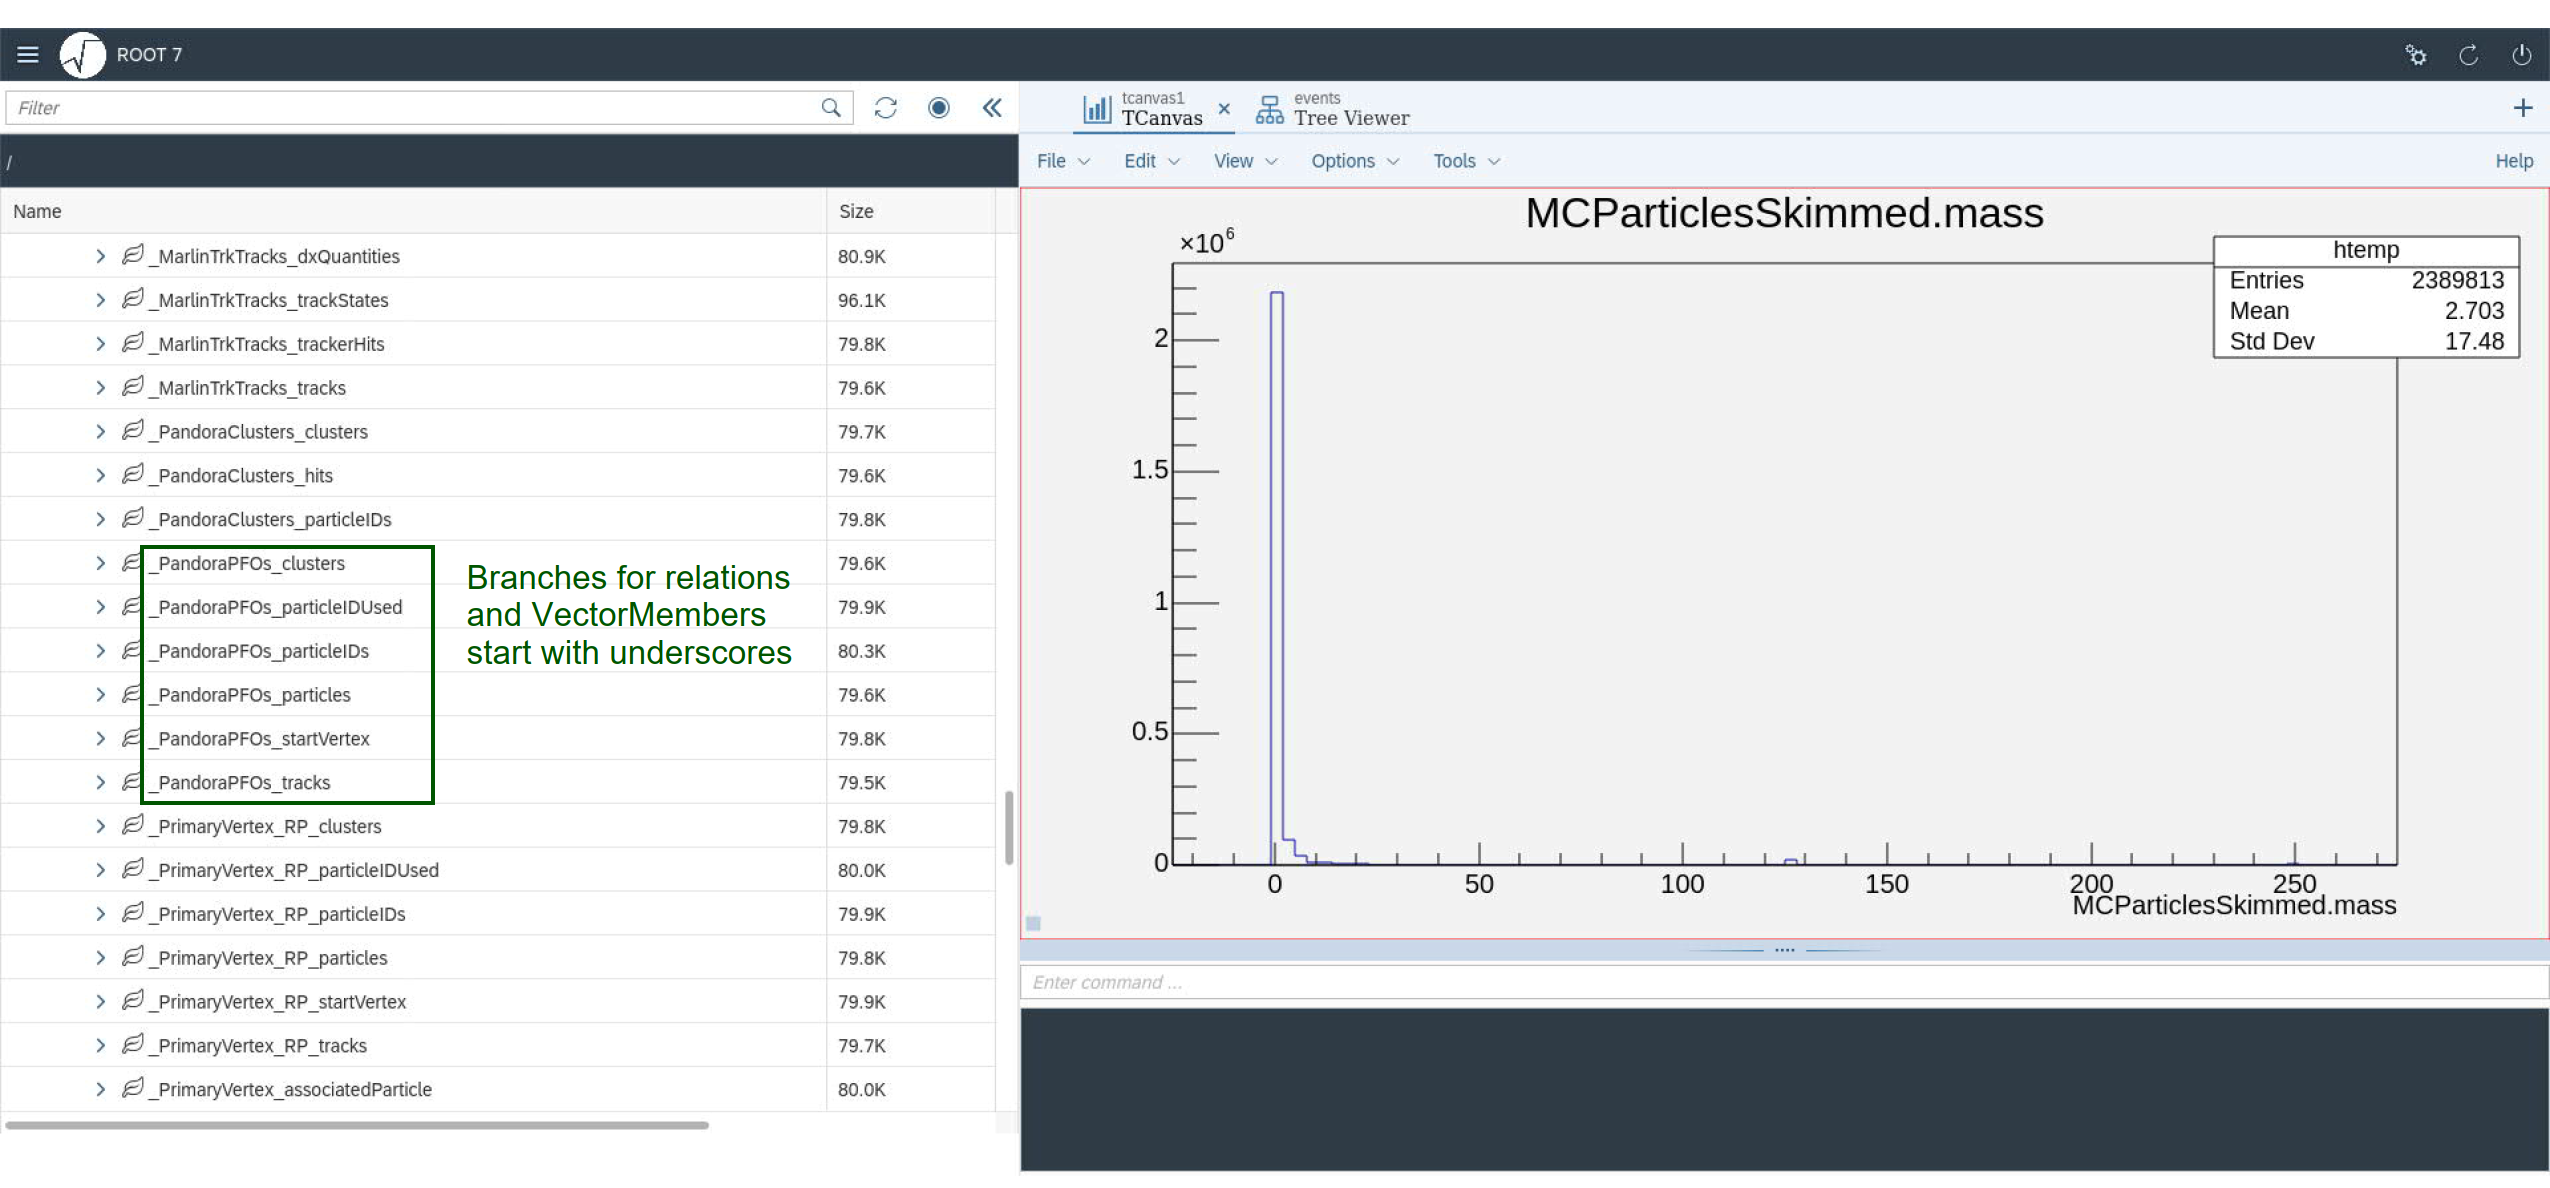 ROOT 7
Filter
/
Name Size
_MarlinTrkTracks_dxQuantities 80.9K
_MarlinTrkTracks_trackStates 96.1K
_MarlinTrkTracks_trackerHits 79.8K
_MarlinTrkTracks_tracks 79.6K
_PandoraClusters_clusters 79.7K
_PandoraClusters_hits 79.6K
_PandoraClusters_particleIDs 79.8K
_PandoraPFOs_clusters 79.6K
_PandoraPFOs_particleIDUsed 79.9K
_PandoraPFOs_particleIDs 80.3K
_PandoraPFOs_particles 79.6K
_PandoraPFOs_startVertex 79.8K
_PandoraPFOs_tracks 79.5K
_PrimaryVertex_RP_clusters 79.8K
_PrimaryVertex_RP_particleIDUsed 80.0K
_PrimaryVertex_RP_particleIDs 79.9K
_PrimaryVertex_RP_particles 79.8K
_PrimaryVertex_RP_startVertex 79.9K
_PrimaryVertex_RP_tracks 79.7K
_PrimaryVertex_associatedParticle 80.0K
Branches for relations
and VectorMembers
start with underscores
tcanvas1
TCanvas
events
Tree Viewer
File Edit View Options Tools Help
MCParticlesSkimmed.mass
×10⁶
htemp
Entries 2389813
Mean 2.703
Std Dev 17.48
2
1.5
1
0.5
0
0 50 100 150 200 250
MCParticlesSkimmed.mass
Enter command ...